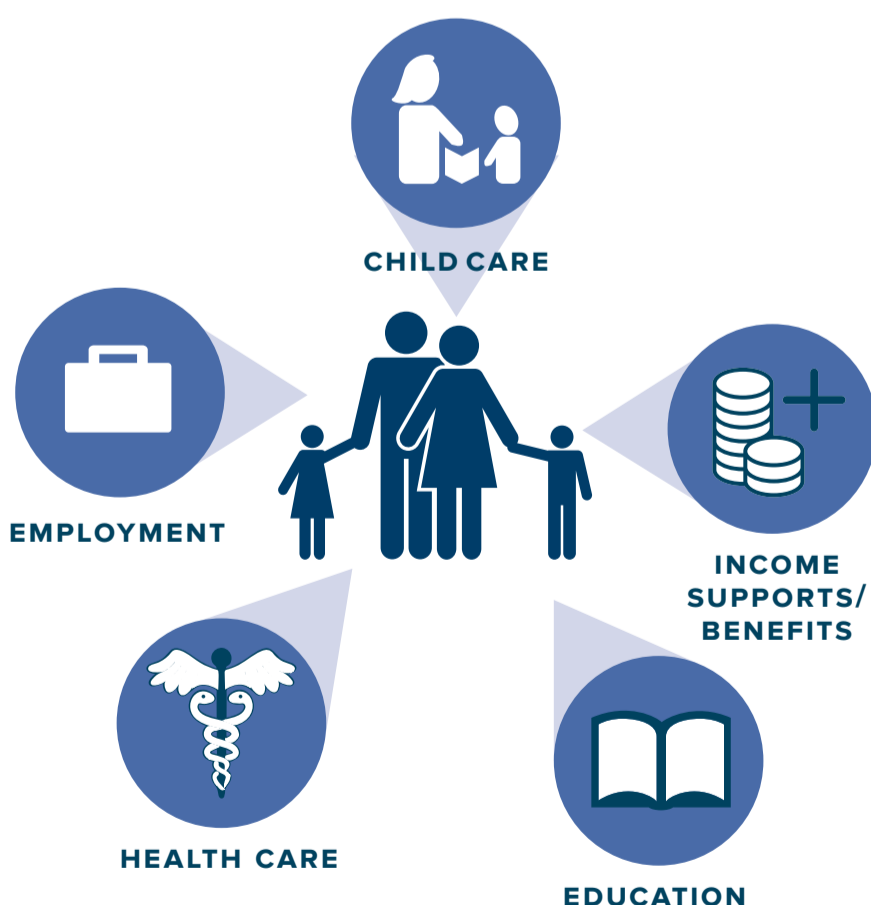 CHILD CARE
EMPLOYMENT
INCOME
SUPPORTS/
BENEFITS
HEALTH CARE
EDUCATION